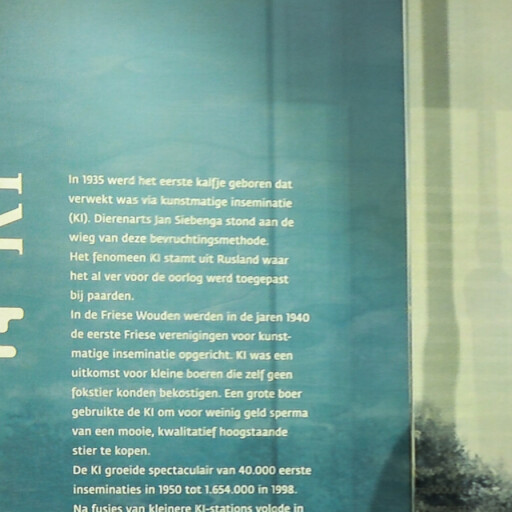 KI
In 1935 werd het eerste kalfje geboren dat
verwekt was via kunstmatige inseminatie
(KI). Dierenarts Jan Siebenga stond aan de
wieg van deze bevruchtingsmethode.
Het fenomeen KI stamt uit Rusland waar
het al ver voor de oorlog werd toegepast
bij paarden.
In de Friese Wouden werden in de jaren 1940
de eerste Friese verenigingen voor kunst-
matige inseminatie opgericht. KI was een
uitkomst voor kleine boeren die zelf geen
fokstier konden bekostigen. Een grote boer
gebruikte de KI om voor weinig geld sperma
van een mooie, kwalitatief hoogstaande
stier te kopen.
De KI groeide spectaculair van 40.000 eerste
inseminaties in 1950 tot 1.654.000 in 1998.
Na fusies van kleinere KI-stations volgde in